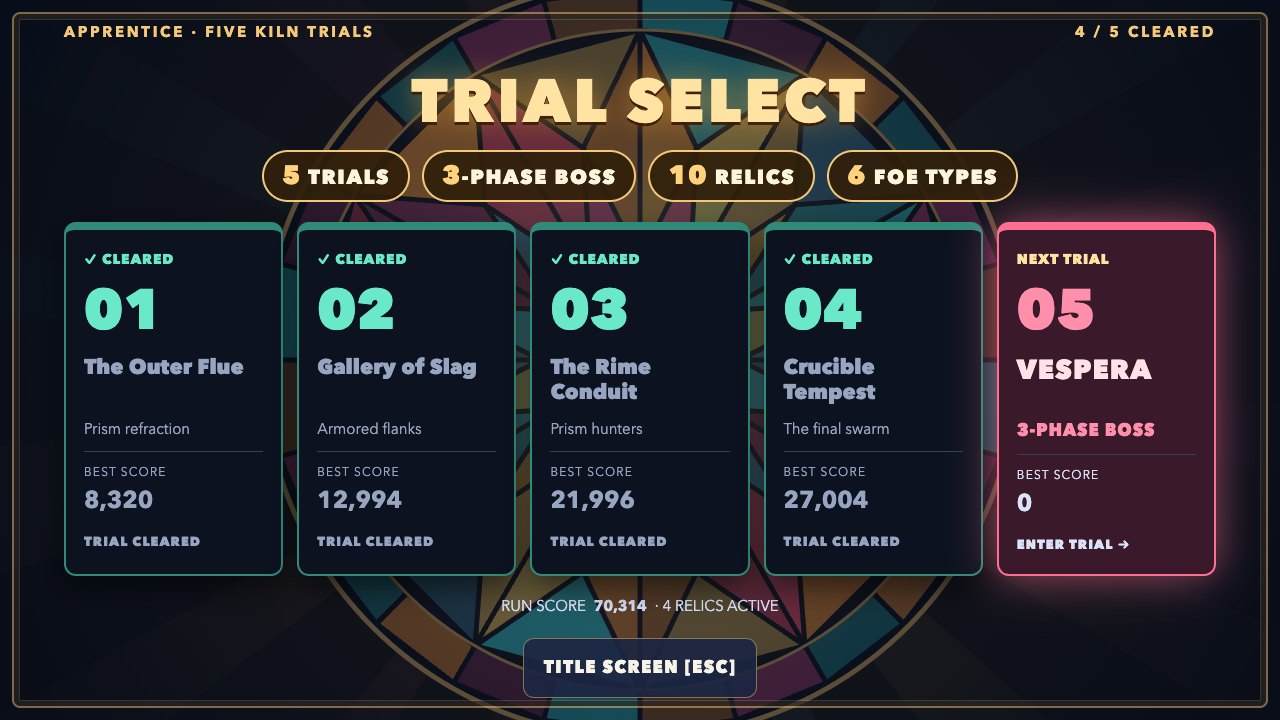 APPRENTICE · FIVE KILN TRIALS
4 / 5 CLEARED
TRIAL SELECT
5 TRIALS
3-PHASE BOSS
10 RELICS
6 FOE TYPES
✓ CLEARED
01
The Outer Flue
Prism refraction
BEST SCORE
8,320
TRIAL CLEARED
✓ CLEARED
02
Gallery of Slag
Armored flanks
BEST SCORE
12,994
TRIAL CLEARED
✓ CLEARED
03
The Rime
Conduit
Prism hunters
BEST SCORE
21,996
TRIAL CLEARED
✓ CLEARED
04
Crucible
Tempest
The final swarm
BEST SCORE
27,004
TRIAL CLEARED
NEXT TRIAL
05
VESPERA
3-PHASE BOSS
BEST SCORE
0
ENTER TRIAL →
RUN SCORE 70,314 · 4 RELICS ACTIVE
TITLE SCREEN [ESC]